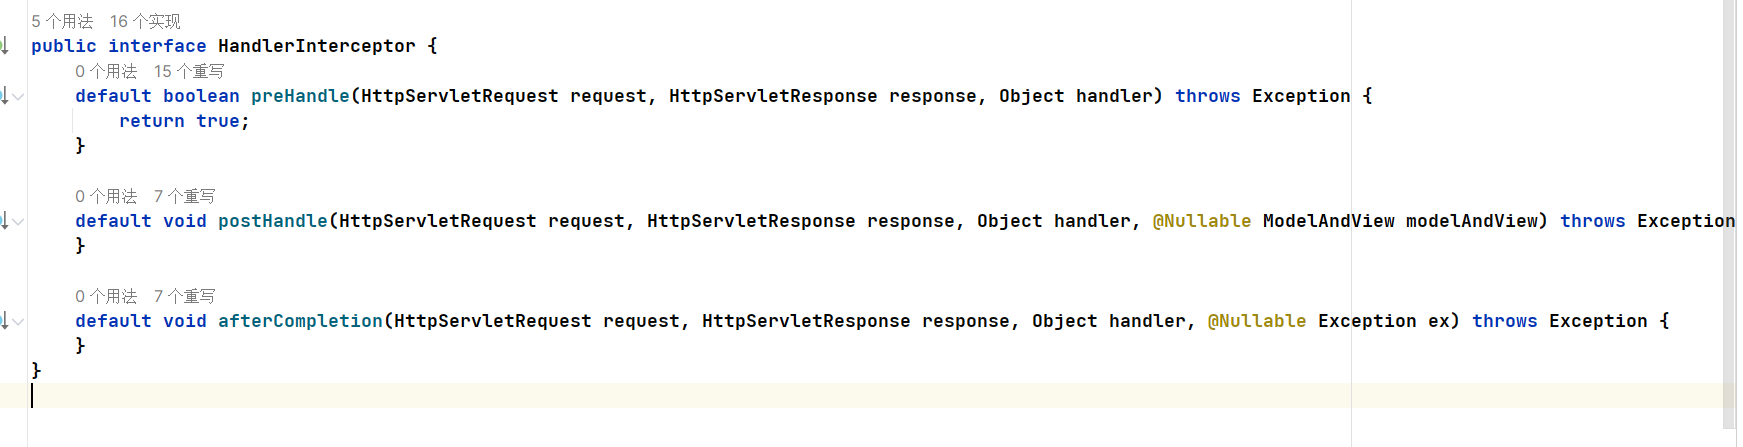 5 个用法 16 个实现
public interface HandlerInterceptor {
0 个用法 15 个重写
default boolean preHandle(HttpServletRequest request, HttpServletResponse response, Object handler) throws Exception {
return true;
}
0 个用法 7 个重写
default void postHandle(HttpServletRequest request, HttpServletResponse response, Object handler, @Nullable ModelAndView modelAndView) throws Exception
}
0 个用法 7 个重写
default void afterCompletion(HttpServletRequest request, HttpServletResponse response, Object handler, @Nullable Exception ex) throws Exception {
}
}